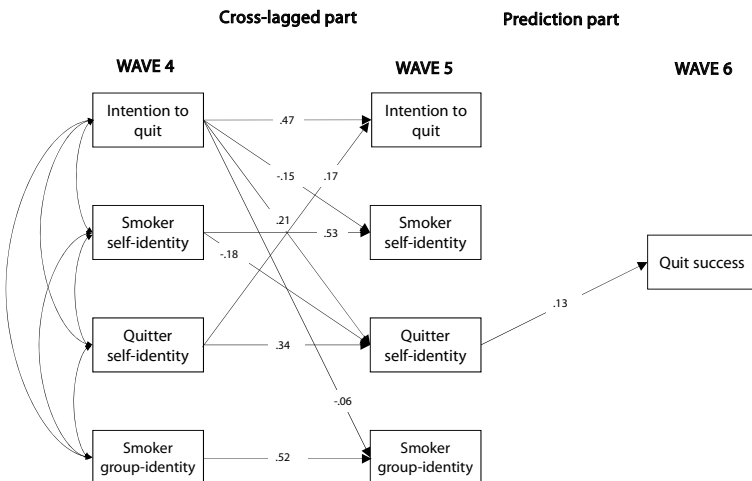 Cross-lagged part
Prediction part
WAVE 4
WAVE 5
WAVE 6
Intention to
quit
.47
Intention to
quit
-.15
.17
Smoker
self-identity
.21
.53
Smoker
self-identity
-.18
Quit success
.13
Quitter
self-identity
.34
Quitter
self-identity
-.06
Smoker
group-identity
.52
Smoker
group-identity